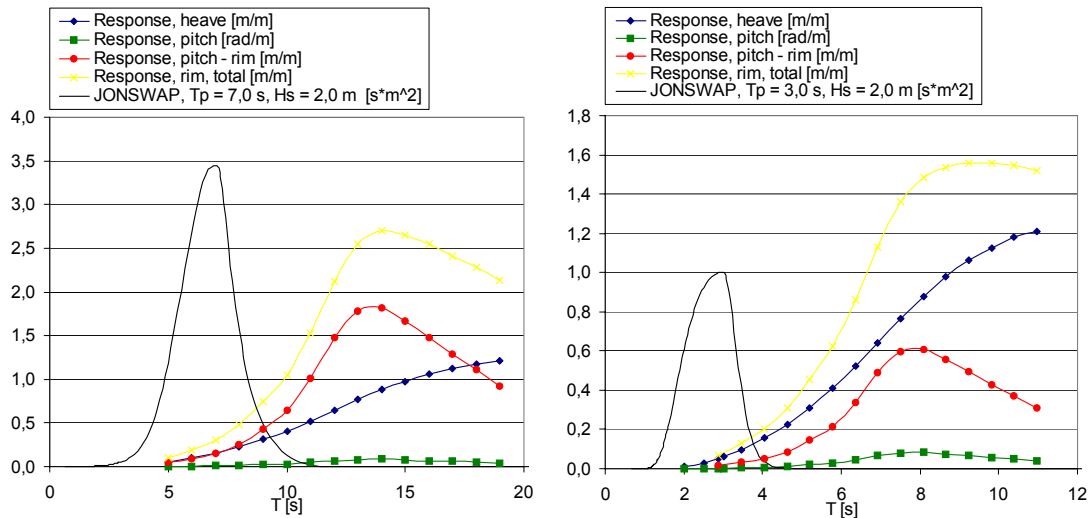 Response, heave [m/m]
Response, pitch [rad/m]
Response, pitch - rim [m/m]
Response, rim, total [m/m]
JONSWAP, Tp = 7,0 s, Hs = 2,0 m  [s*m^2]
4,0
3,5
3,0
2,5
2,0
1,5
1,0
0,5
0,0
0
5
10
15
20
T [s]
Response, heave [m/m]
Response, pitch [rad/m]
Response, pitch - rim [m/m]
Response, rim, total [m/m]
JONSWAP, Tp = 3,0 s, Hs = 2,0 m [s*m^2]
1,8
1,6
1,4
1,2
1,0
0,8
0,6
0,4
0,2
0,0
0
2
4
6
8
10
12
T [s]